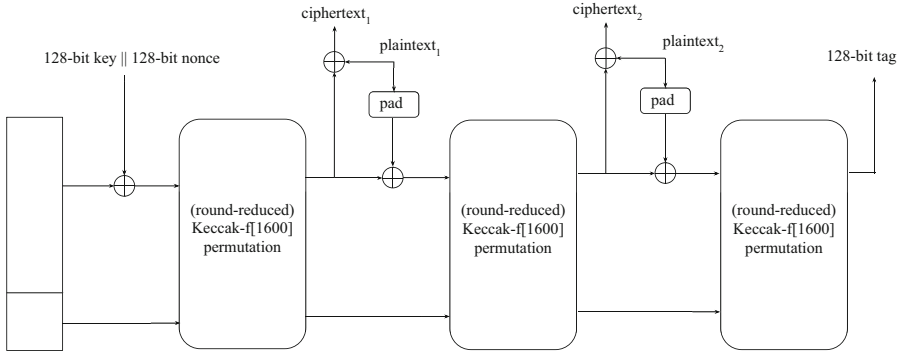 ciphertext₁
ciphertext₂
plaintext₁
plaintext₂
128-bit key || 128-bit nonce
128-bit tag
pad
pad
(round-reduced)
Keccak-f[1600]
permutation
(round-reduced)
Keccak-f[1600]
permutation
(round-reduced)
Keccak-f[1600]
permutation